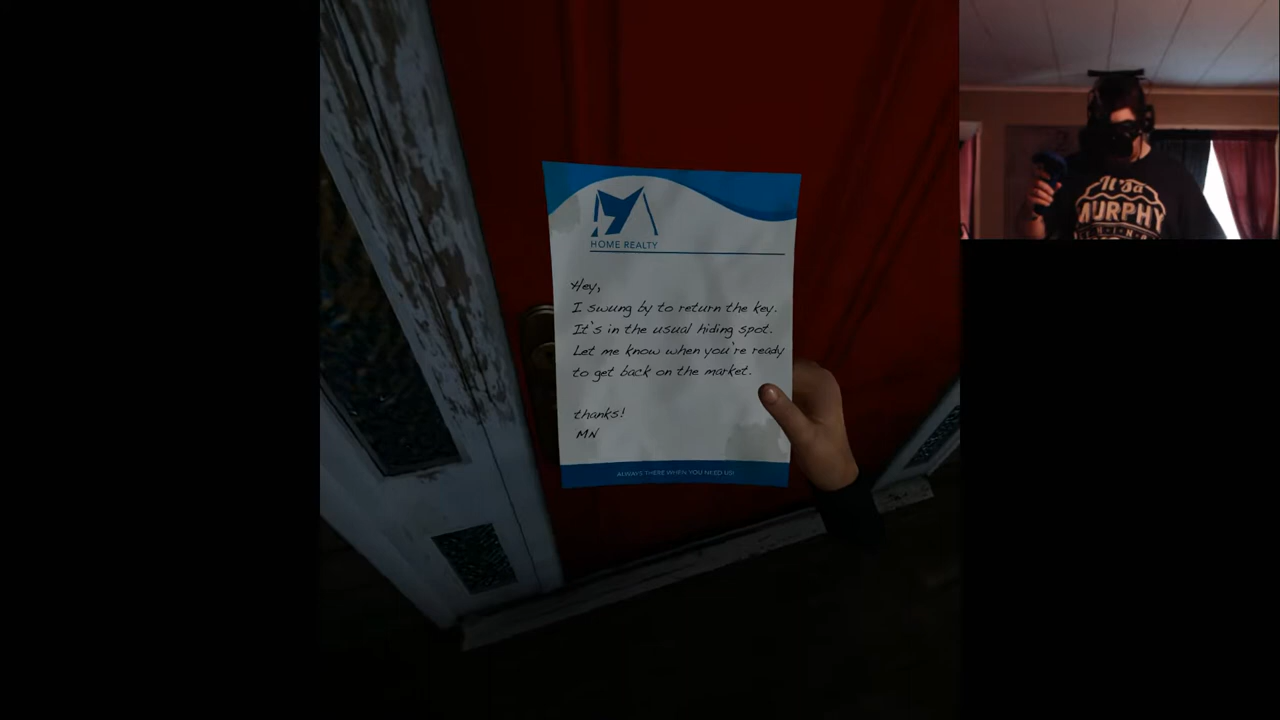 HOME REALTY
Hey,
I swung by to return the key.
It's in the usual hiding spot.
Let me know when you're ready
to get back on the market.
thanks!
MN
ALWAYS THERE WHEN YOU NEED US!
It's a
MURPHY